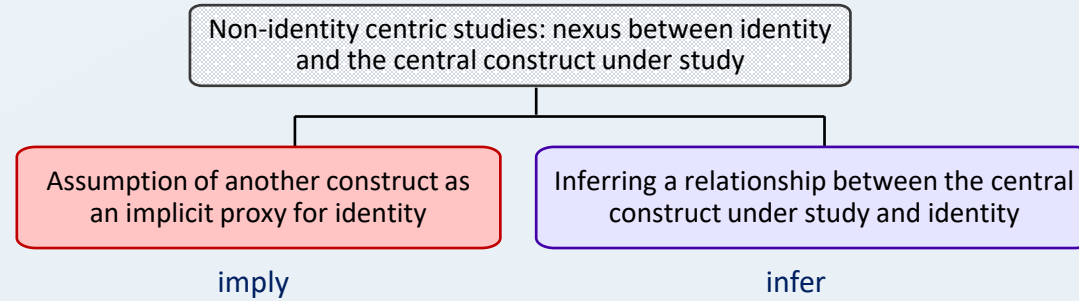 Non-identity centric studies: nexus between identity
and the central construct under study
Assumption of another construct as
an implicit proxy for identity
Inferring a relationship between the central
construct under study and identity
imply
infer